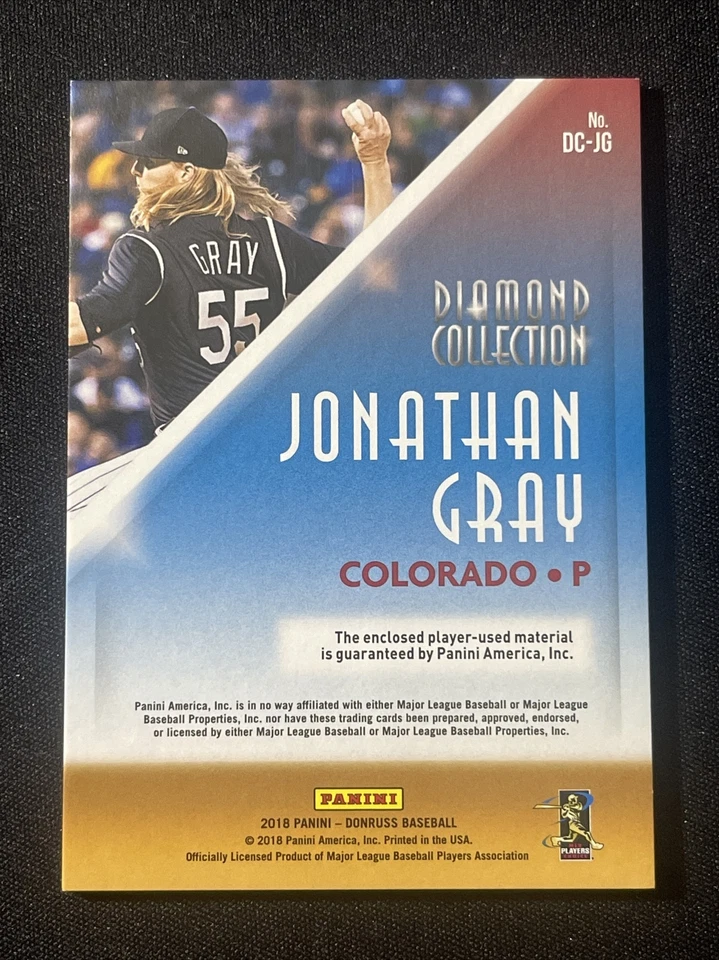 No.
DC-JG
GRAY
55
DIAMOND
COLLECTION
JONATHAN
GRAY
COLORADO • P
The enclosed player-used material
is guaranteed by Panini America, Inc.
Panini America, Inc. is in no way affiliated with either Major League Baseball or Major League
Baseball Properties, Inc. nor have these trading cards been prepared, approved, endorsed,
or licensed by either Major League Baseball or Major League Baseball Properties, Inc.
PANINI
2018 PANINI – DONRUSS BASEBALL
© 2018 Panini America, Inc. Printed in the USA.
Officially Licensed Product of Major League Baseball Players Association
PLAYERS